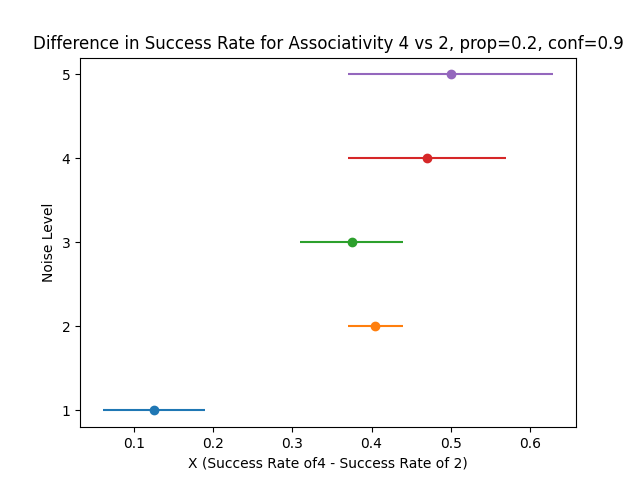 Difference in Success Rate for Associativity 4 vs 2, prop=0.2, conf=0.9
5
4
3
2
1
Noise Level
0.1 0.2 0.3 0.4 0.5 0.6
X (Success Rate of4 - Success Rate of 2)